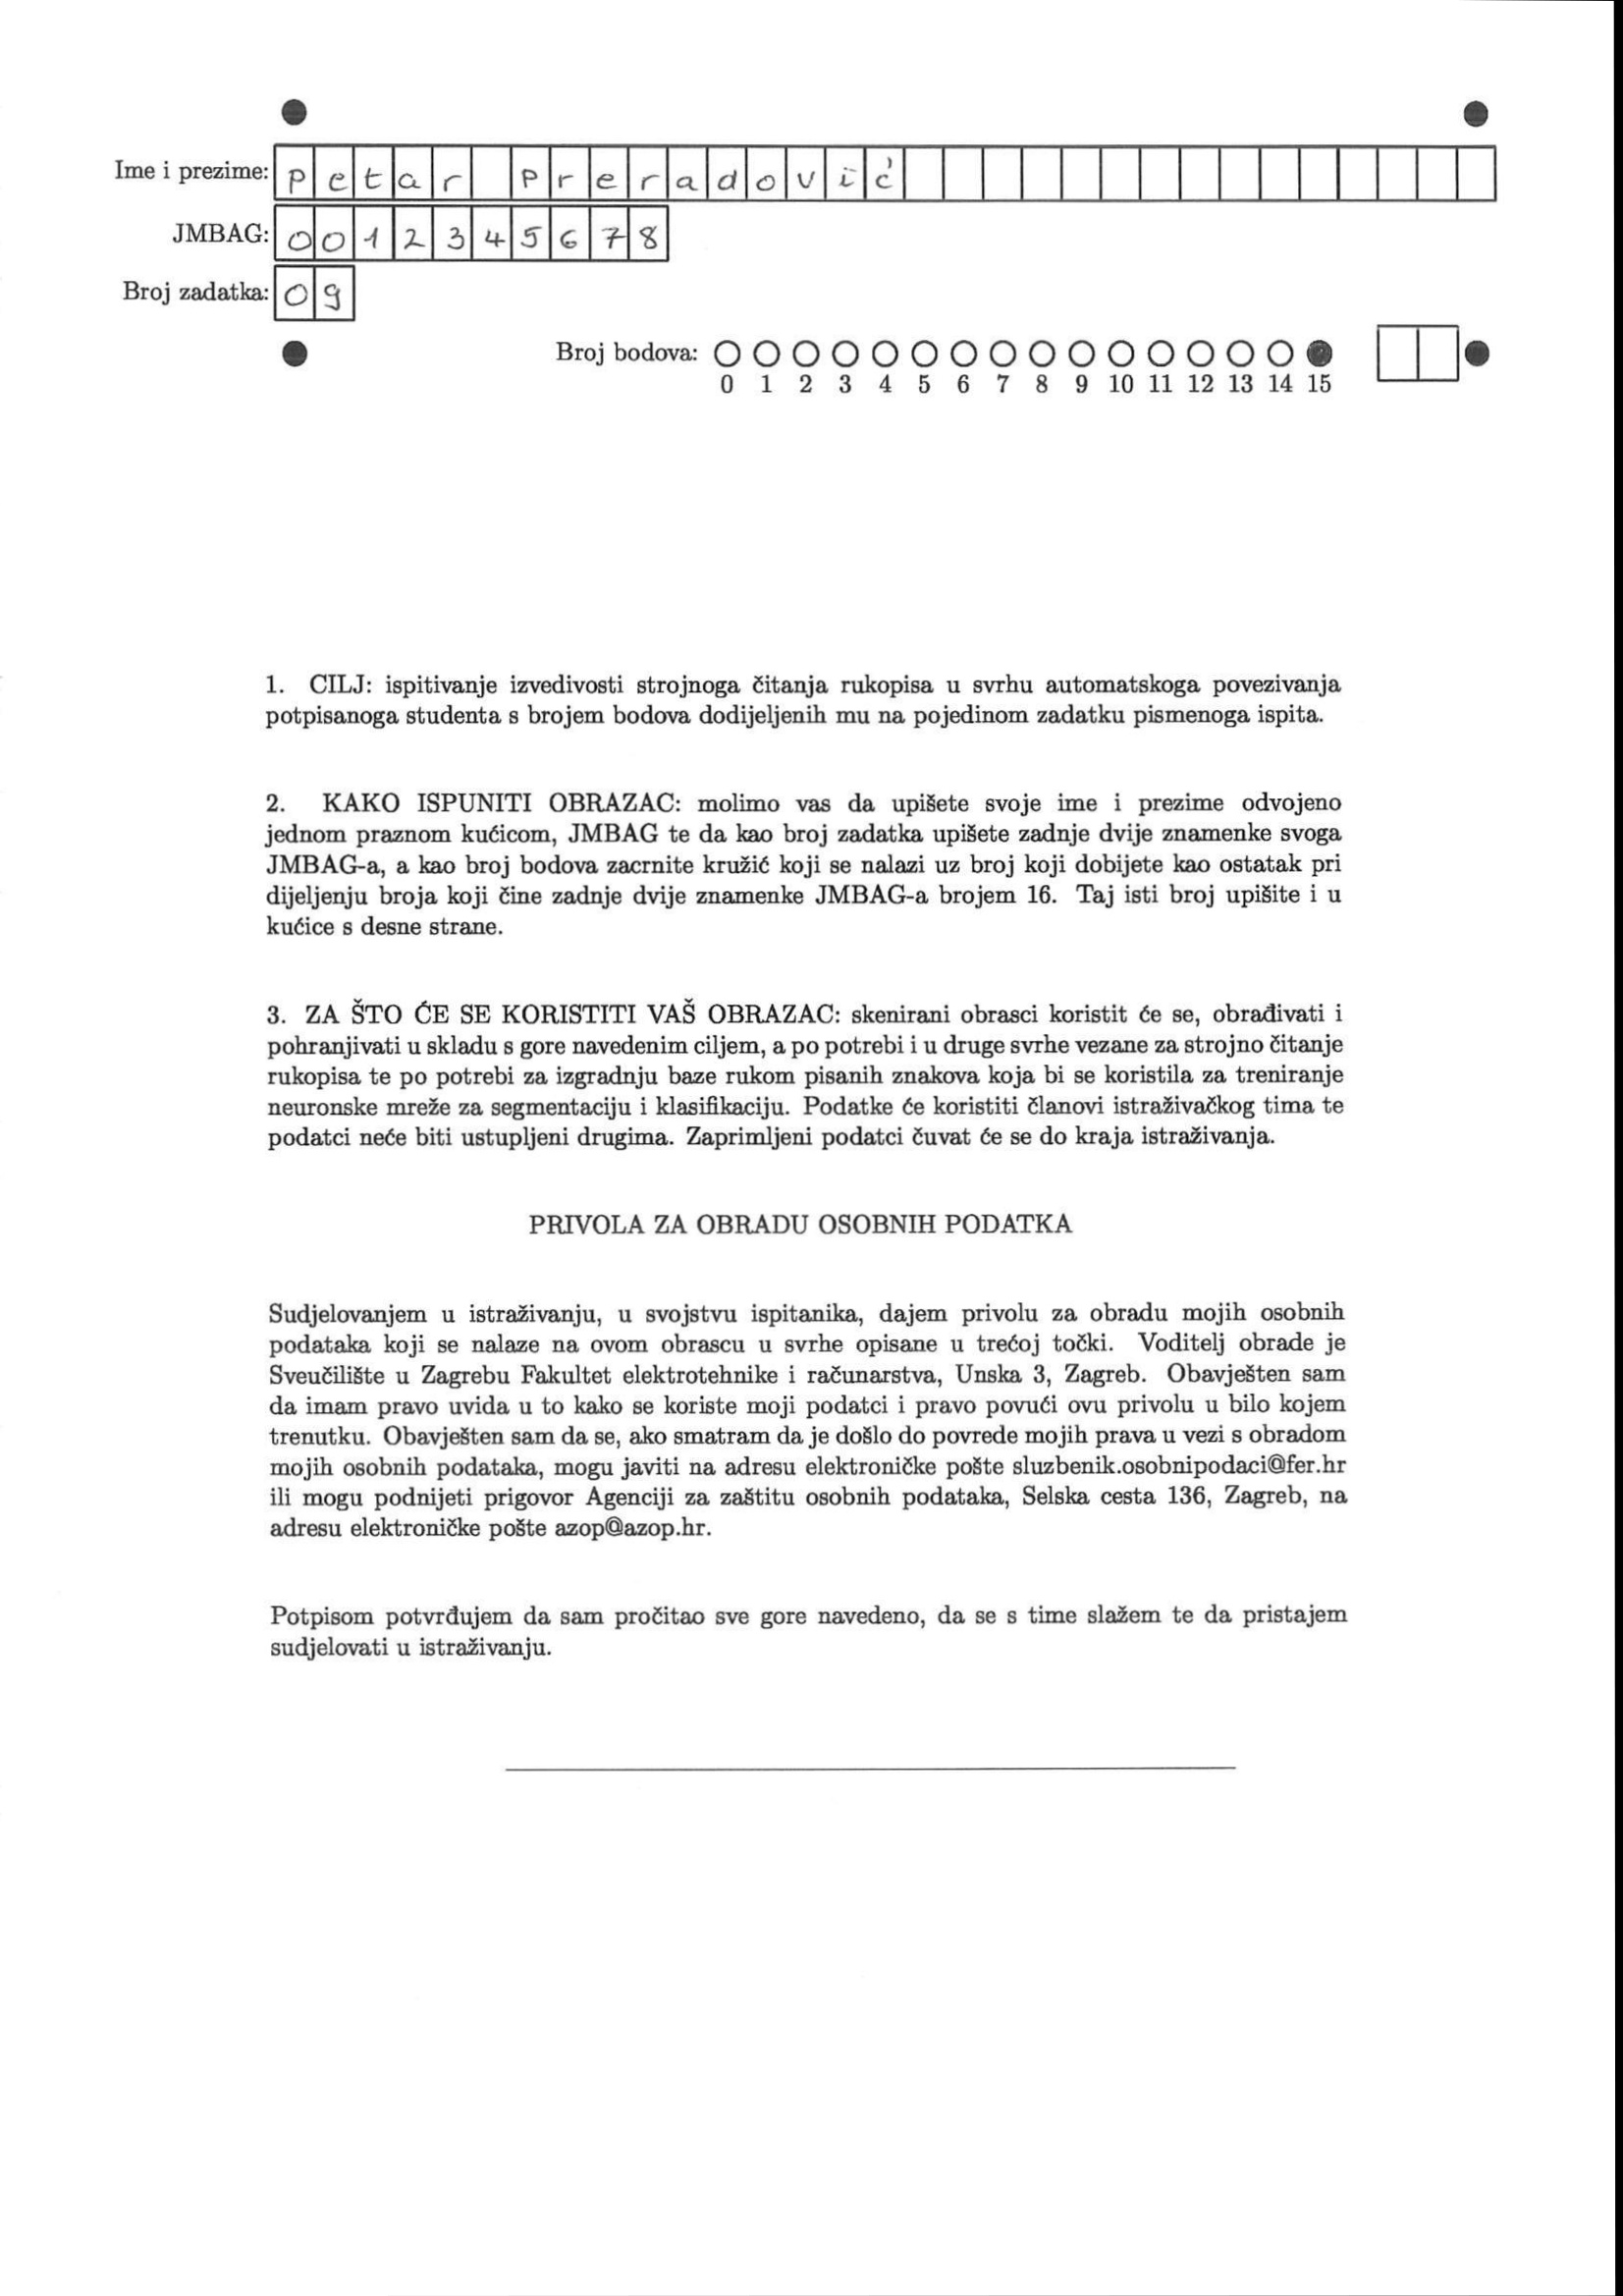 Ime i prezime: Petar Preradović
JMBAG: 0012345678
Broj zadatka: 09
Broj bodova:
0 1 2 3 4 5 6 7 8 9 10 11 12 13 14 15
1. CILJ: ispitivanje izvedivosti strojnoga čitanja rukopisa u svrhu automatskoga povezivanja
potpisanoga studenta s brojem bodova dodijeljenih mu na pojedinom zadatku pismenoga ispita.
2. KAKO ISPUNITI OBRAZAC: molimo vas da upišete svoje ime i prezime odvojeno
jednom praznom kućicom, JMBAG te da kao broj zadatka upišete zadnje dvije znamenke svoga
JMBAG-a, a kao broj bodova zacrnite kružić koji se nalazi uz broj koji dobijete kao ostatak pri
dijeljenju broja koji čine zadnje dvije znamenke JMBAG-a brojem 16. Taj isti broj upišite i u
kućice s desne strane.
3. ZA ŠTO ĆE SE KORISTITI VAŠ OBRAZAC: skenirani obrasci koristit će se, obrađivati i
pohranjivati u skladu s gore navedenim ciljem, a po potrebi i u druge svrhe vezane za strojno čitanje
rukopisa te po potrebi za izgradnju baze rukom pisanih znakova koja bi se koristila za treniranje
neuronske mreže za segmentaciju i klasifikaciju. Podatke će koristiti članovi istraživačkog tima te
podatci neće biti ustupljeni drugima. Zaprimljeni podatci čuvat će se do kraja istraživanja.
PRIVOLA ZA OBRADU OSOBNIH PODATKA
Sudjelovanjem u istraživanju, u svojstvu ispitanika, dajem privolu za obradu mojih osobnih
podataka koji se nalaze na ovom obrascu u svrhe opisane u trećoj točki. Voditelj obrade je
Sveučilište u Zagrebu Fakultet elektrotehnike i računarstva, Unska 3, Zagreb. Obavješten sam
da imam pravo uvida u to kako se koriste moji podatci i pravo povući ovu privolu u bilo kojem
trenutku. Obavješten sam da se, ako smatram da je došlo do povrede mojih prava u vezi s obradom
mojih osobnih podataka, mogu javiti na adresu elektroničke pošte sluzbenik.osobnipodaci@fer.hr
ili mogu podnijeti prigovor Agenciji za zaštitu osobnih podataka, Selska cesta 136, Zagreb, na
adresu elektroničke pošte azop@azop.hr.
Potpisom potvrđujem da sam pročitao sve gore navedeno, da se s time slažem te da pristajem
sudjelovati u istraživanju.